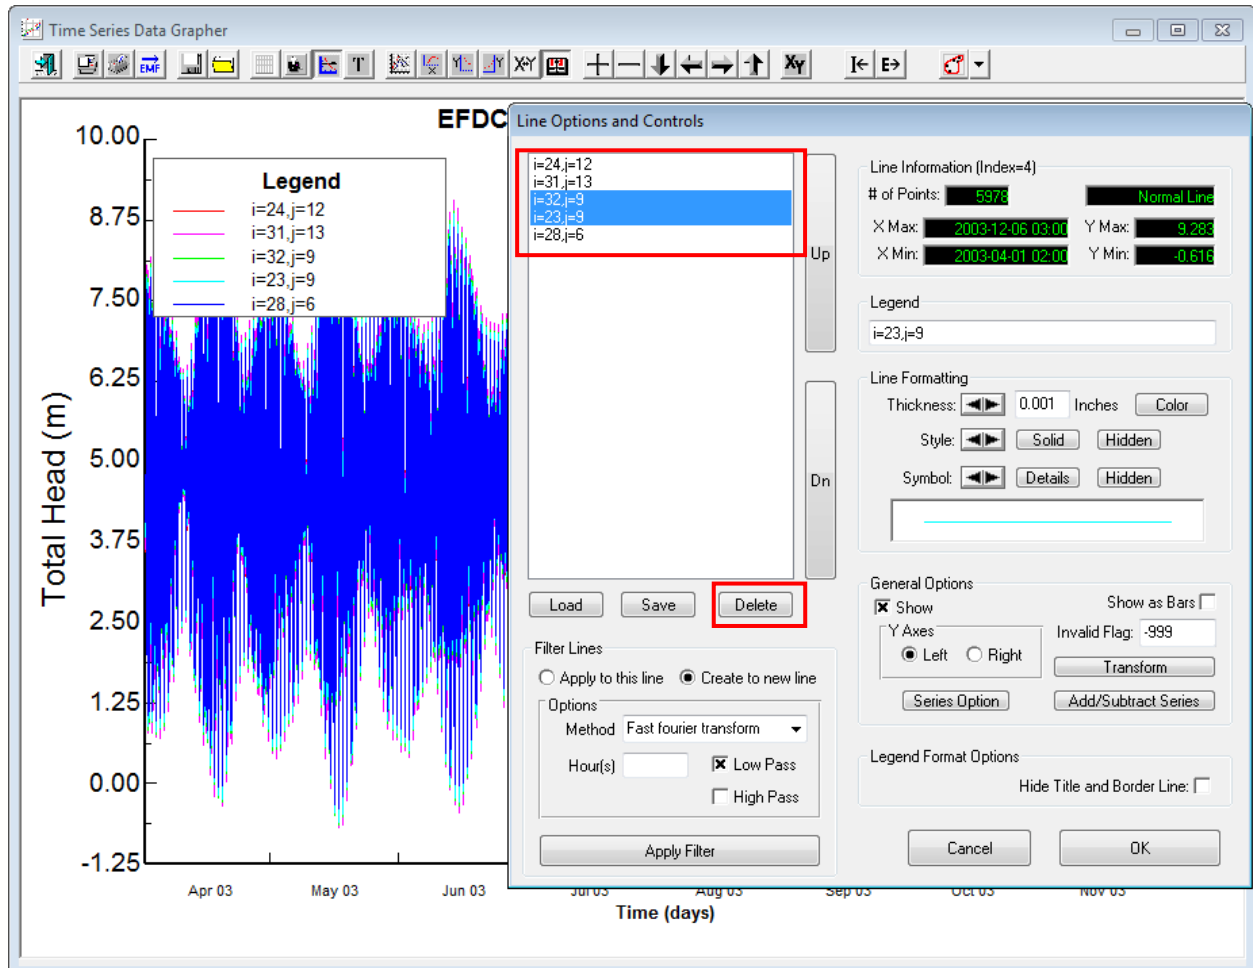 Time Series Data Grapher
EMF
T
X+Y
XY
I← E→
EFDC
10.00
8.75
7.50
6.25
5.00
3.75
2.50
1.25
0.00
-1.25
Total Head (m)
Legend
i=24,j=12
i=31,j=13
i=32,j=9
i=23,j=9
i=28,j=6
Apr 03 May 03 Jun 03 Jul 03 Aug 03 Sep 03 Oct 03 Nov 03
Time (days)
Line Options and Controls
i=24,j=12
i=31,j=13
i=32,j=9
i=23,j=9
i=28,j=6
Up
Dn
Load Save Delete
Filter Lines
Apply to this line Create to new line
Options
Method Fast fourier transform
Hour(s) Low Pass
High Pass
Apply Filter
Line Information (Index=4)
# of Points: 5978 Normal Line
X Max: 2003-12-06 03:00 Y Max: 9.283
X Min: 2003-04-01 02:00 Y Min: -0.616
Legend
i=23,j=9
Line Formatting
Thickness: 0.001 Inches Color
Style: Solid Hidden
Symbol: Details Hidden
General Options
Show Show as Bars
Y Axes Invalid Flag: -999
Left Right Transform
Series Option Add/Subtract Series
Legend Format Options
Hide Title and Border Line:
Cancel OK